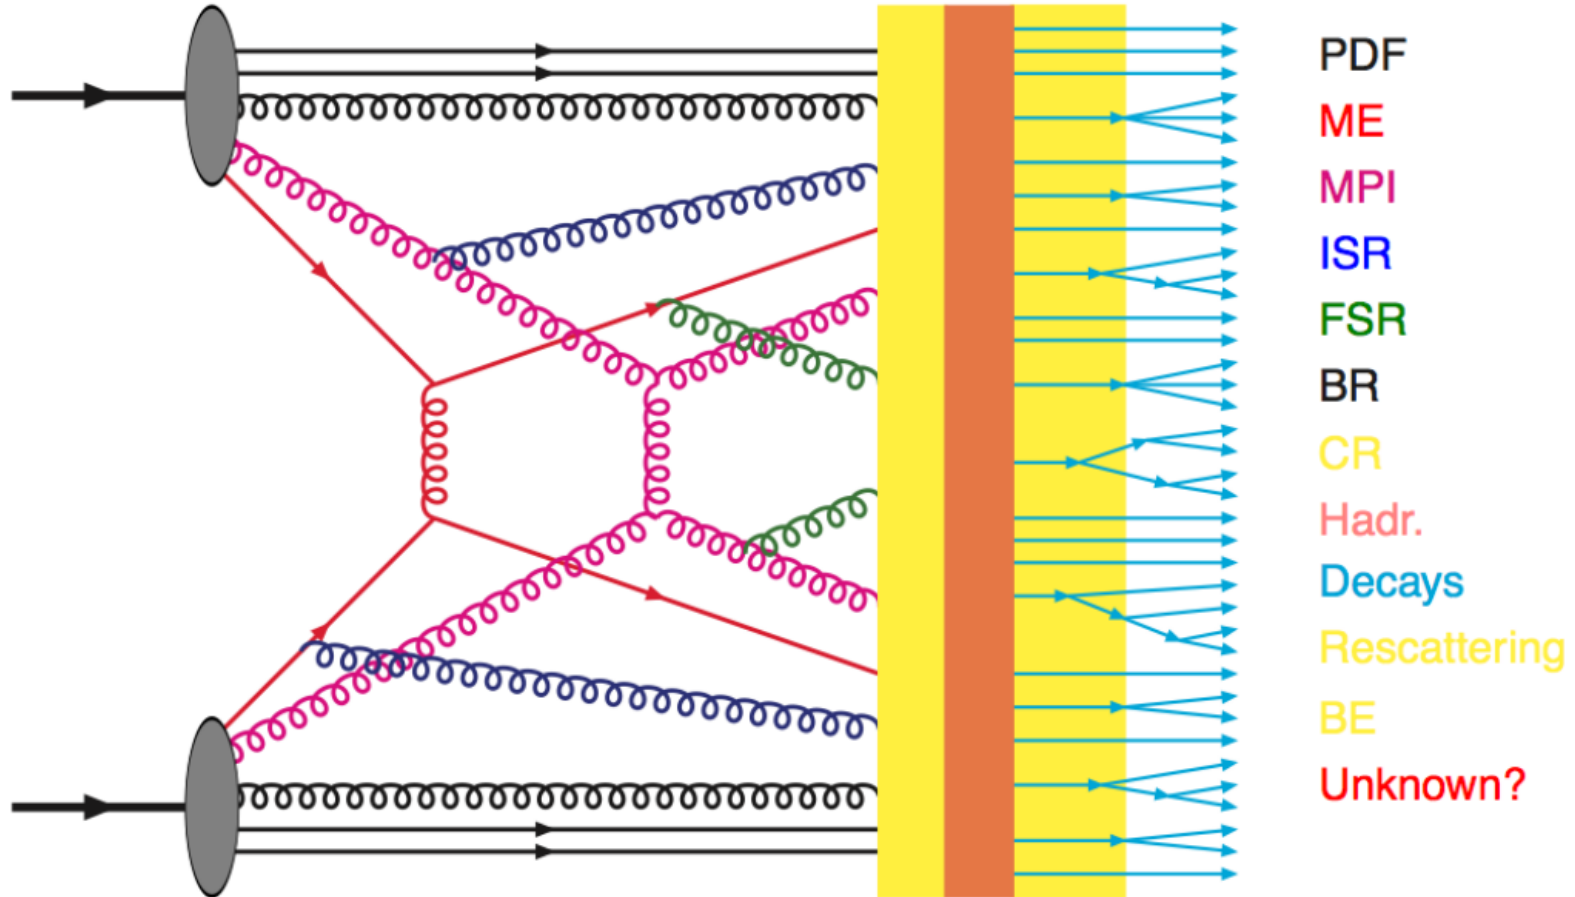 PDF
ME
MPI
ISR
FSR
BR
CR
Hadr.
Decays
Rescattering
BE
Unknown?